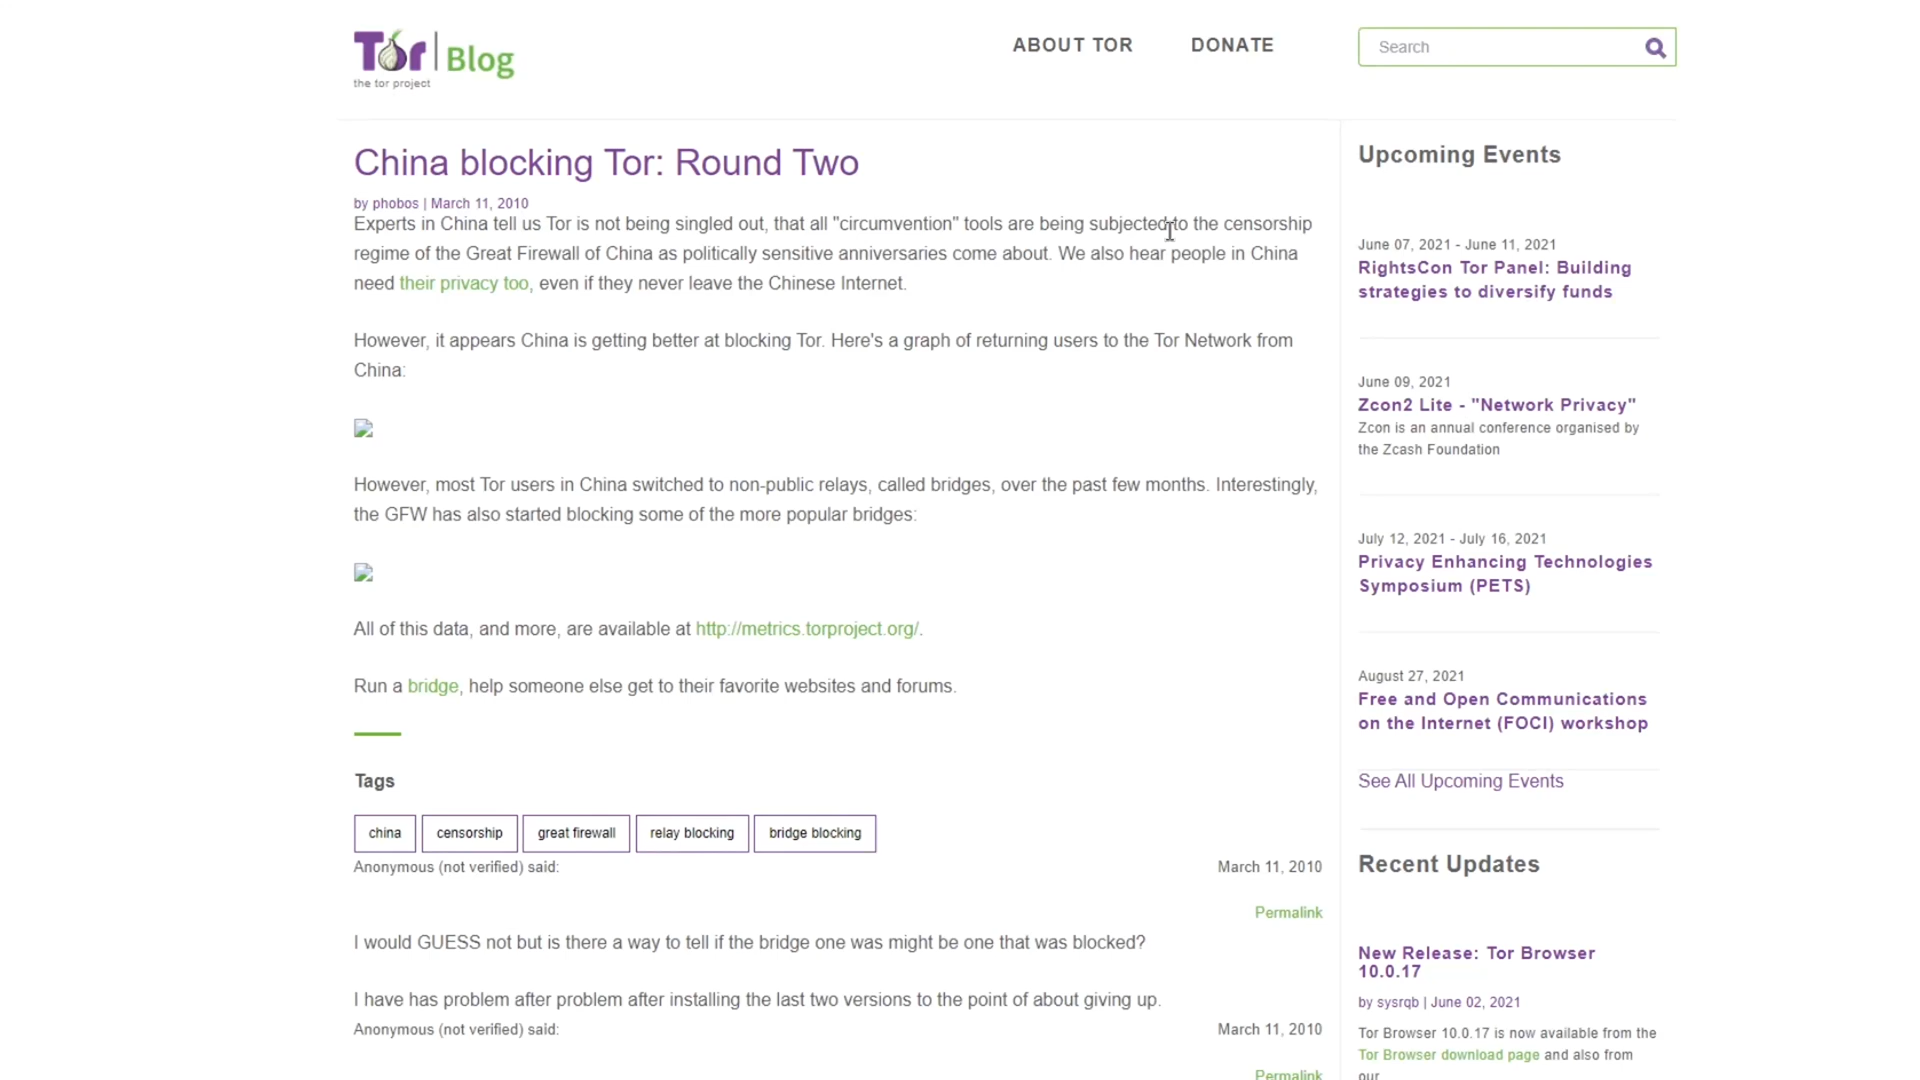 Tor | Blog
the tor project
ABOUT TOR
DONATE
Search
China blocking Tor: Round Two
by phobos | March 11, 2010
Experts in China tell us Tor is not being singled out, that all "circumvention" tools are being subjected to the censorship
regime of the Great Firewall of China as politically sensitive anniversaries come about. We also hear people in China
need their privacy too, even if they never leave the Chinese Internet.
However, it appears China is getting better at blocking Tor. Here's a graph of returning users to the Tor Network from
China:
However, most Tor users in China switched to non-public relays, called bridges, over the past few months. Interestingly,
the GFW has also started blocking some of the more popular bridges:
All of this data, and more, are available at http://metrics.torproject.org/.
Run a bridge, help someone else get to their favorite websites and forums.
Tags
china
censorship
great firewall
relay blocking
bridge blocking
Anonymous (not verified) said:
March 11, 2010
Permalink
I would GUESS not but is there a way to tell if the bridge one was might be one that was blocked?
I have has problem after problem after installing the last two versions to the point of about giving up.
Anonymous (not verified) said:
March 11, 2010
Permalink
Upcoming Events
June 07, 2021 - June 11, 2021
RightsCon Tor Panel: Building
strategies to diversify funds
June 09, 2021
Zcon2 Lite - "Network Privacy"
Zcon is an annual conference organised by
the Zcash Foundation
July 12, 2021 - July 16, 2021
Privacy Enhancing Technologies
Symposium (PETS)
August 27, 2021
Free and Open Communications
on the Internet (FOCI) workshop
See All Upcoming Events
Recent Updates
New Release: Tor Browser
10.0.17
by sysrqb | June 02, 2021
Tor Browser 10.0.17 is now available from the
Tor Browser download page and also from
our